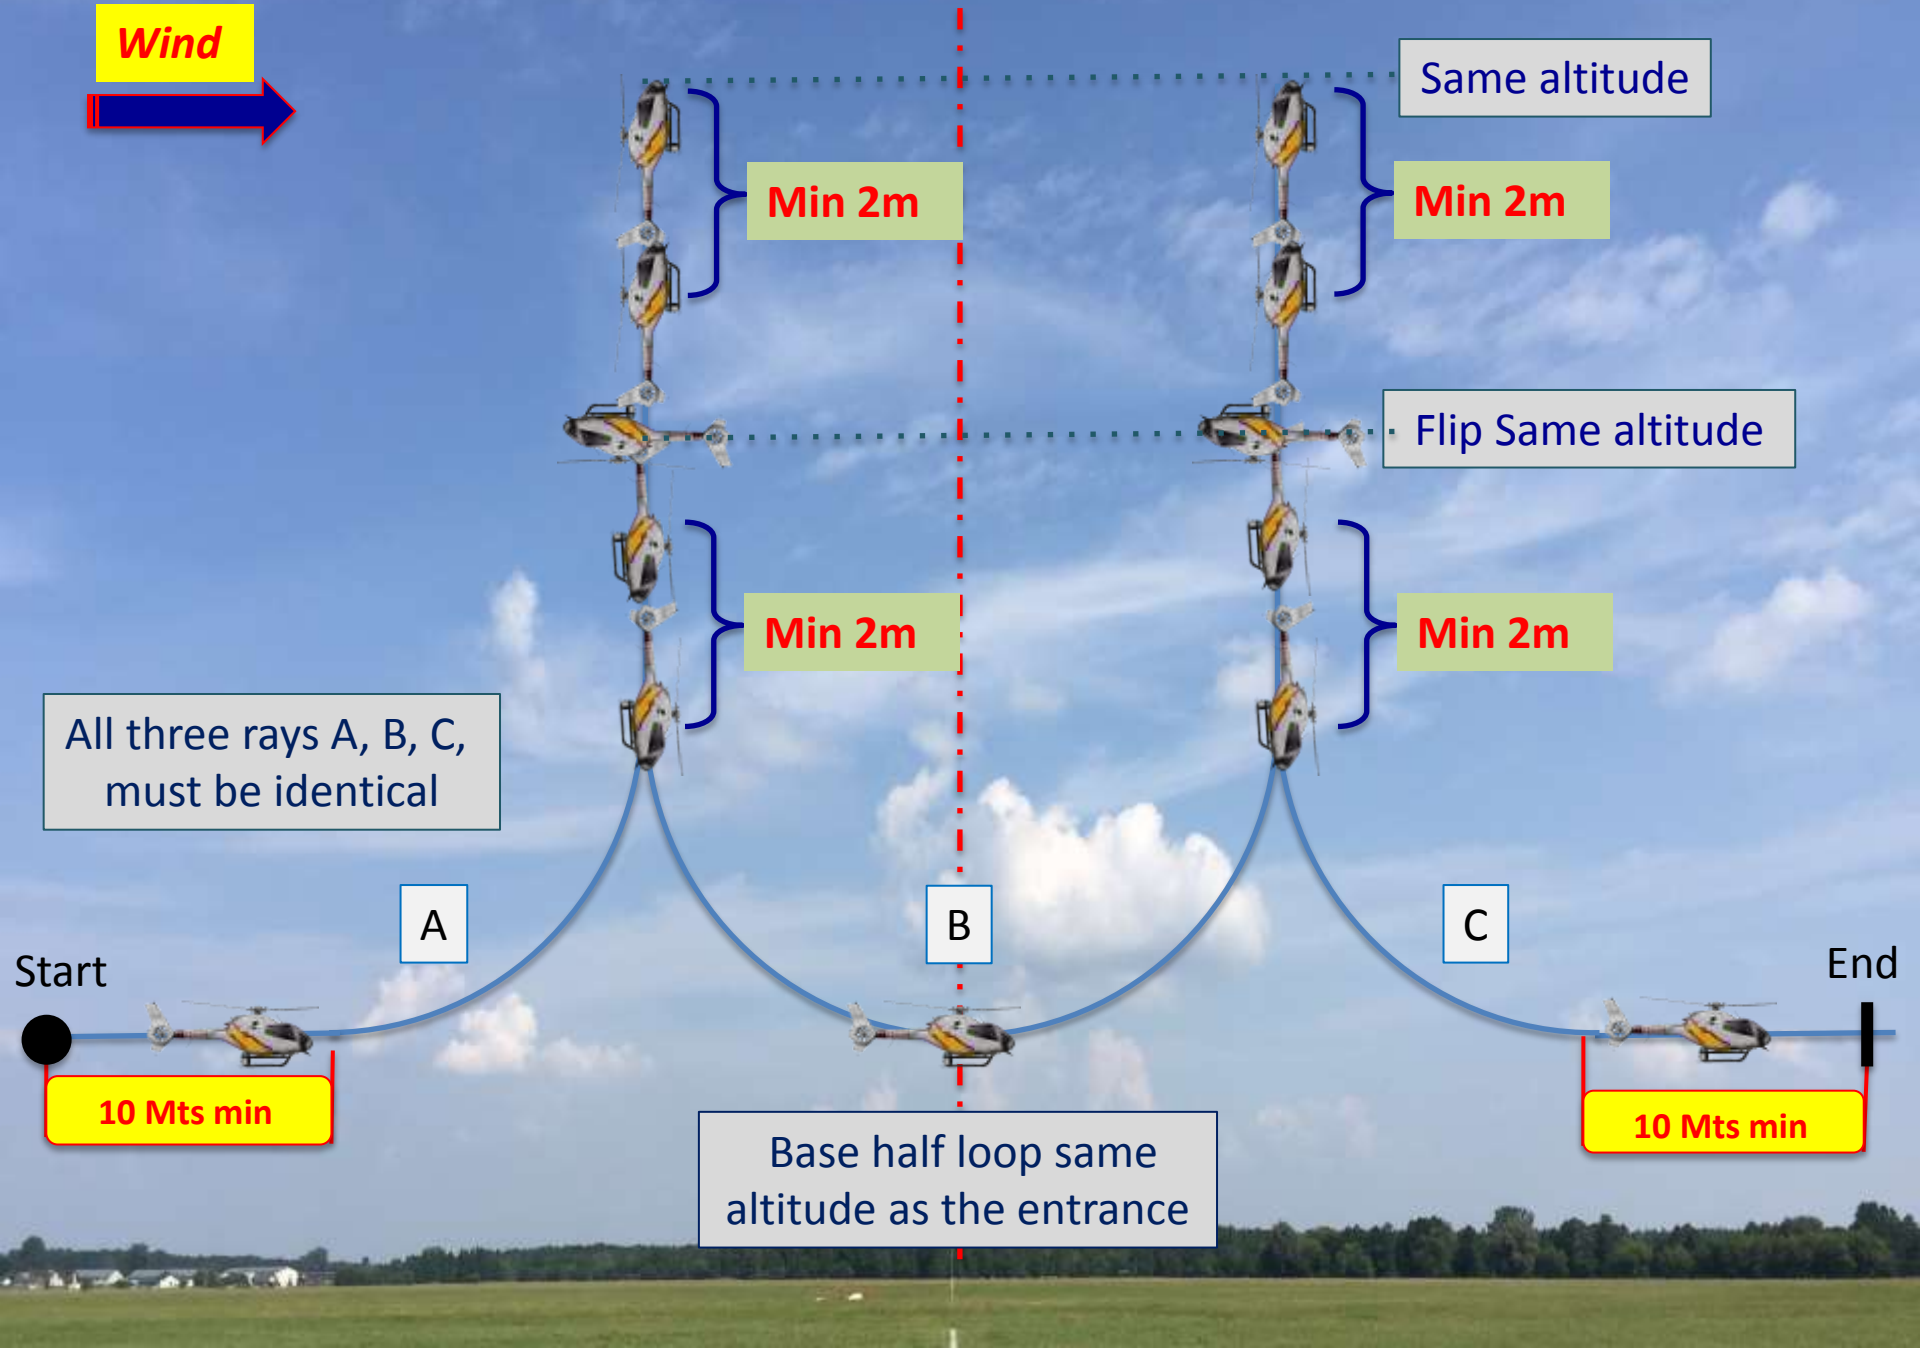 Wind
Same altitude
Min 2m
Min 2m
Flip Same altitude
Min 2m
Min 2m
All three rays A, B, C,
must be identical
A
B
C
Start
End
10 Mts min
10 Mts min
Base half loop same
altitude as the entrance